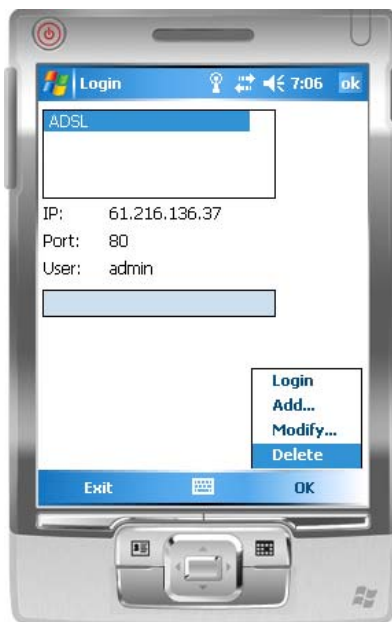 Login 7:06 ok
ADSL
IP: 61.216.136.37
Port: 80
User: admin
Login
Add...
Modify...
Delete
Exit OK